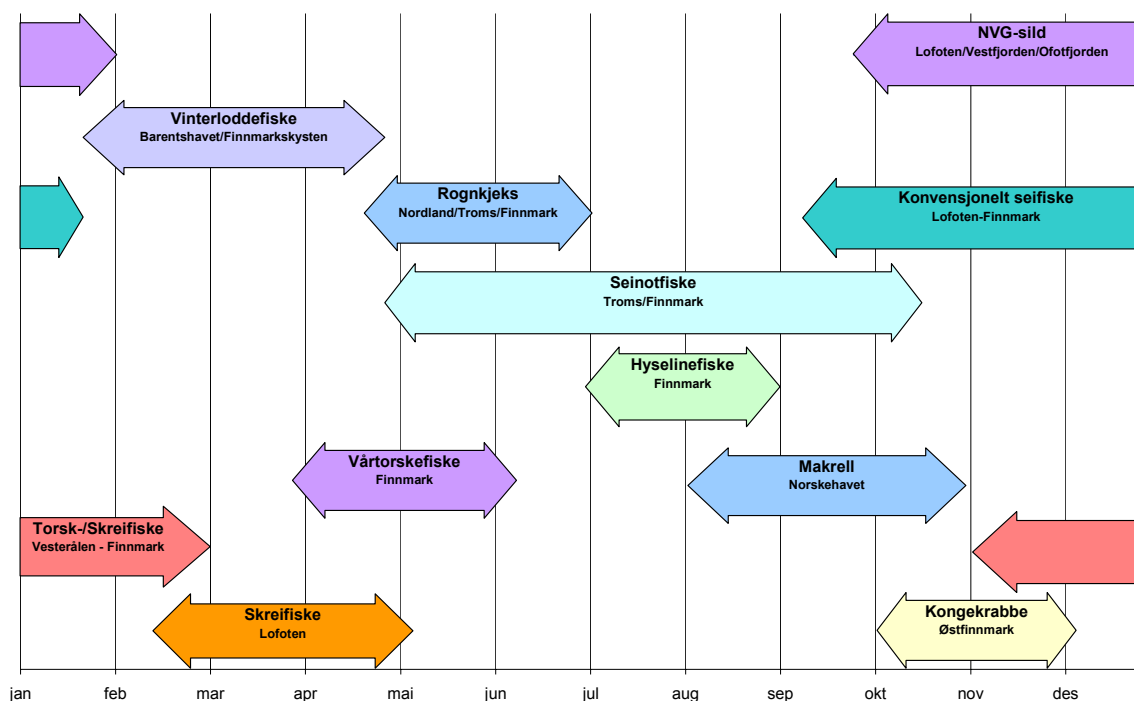 NVG-sild
Lofoten/Vestfjorden/Ofotfjorden
Vinterloddefiske
Barentshavet/Finnmarkskysten
Rognkjeks
Nordland/Troms/Finnmark
Konvensjonelt seifiske
Lofoten-Finnmark
Seinotfiske
Troms/Finnmark
Hyselinefiske
Finnmark
Vårtorskefiske
Finnmark
Makrell
Norskehavet
Torsk-/Skreifiske
Vesterålen - Finnmark
Skreifiske
Lofoten
Kongekrabbe
Østfinnmark
jan feb mar apr mai jun jul aug sep okt nov des